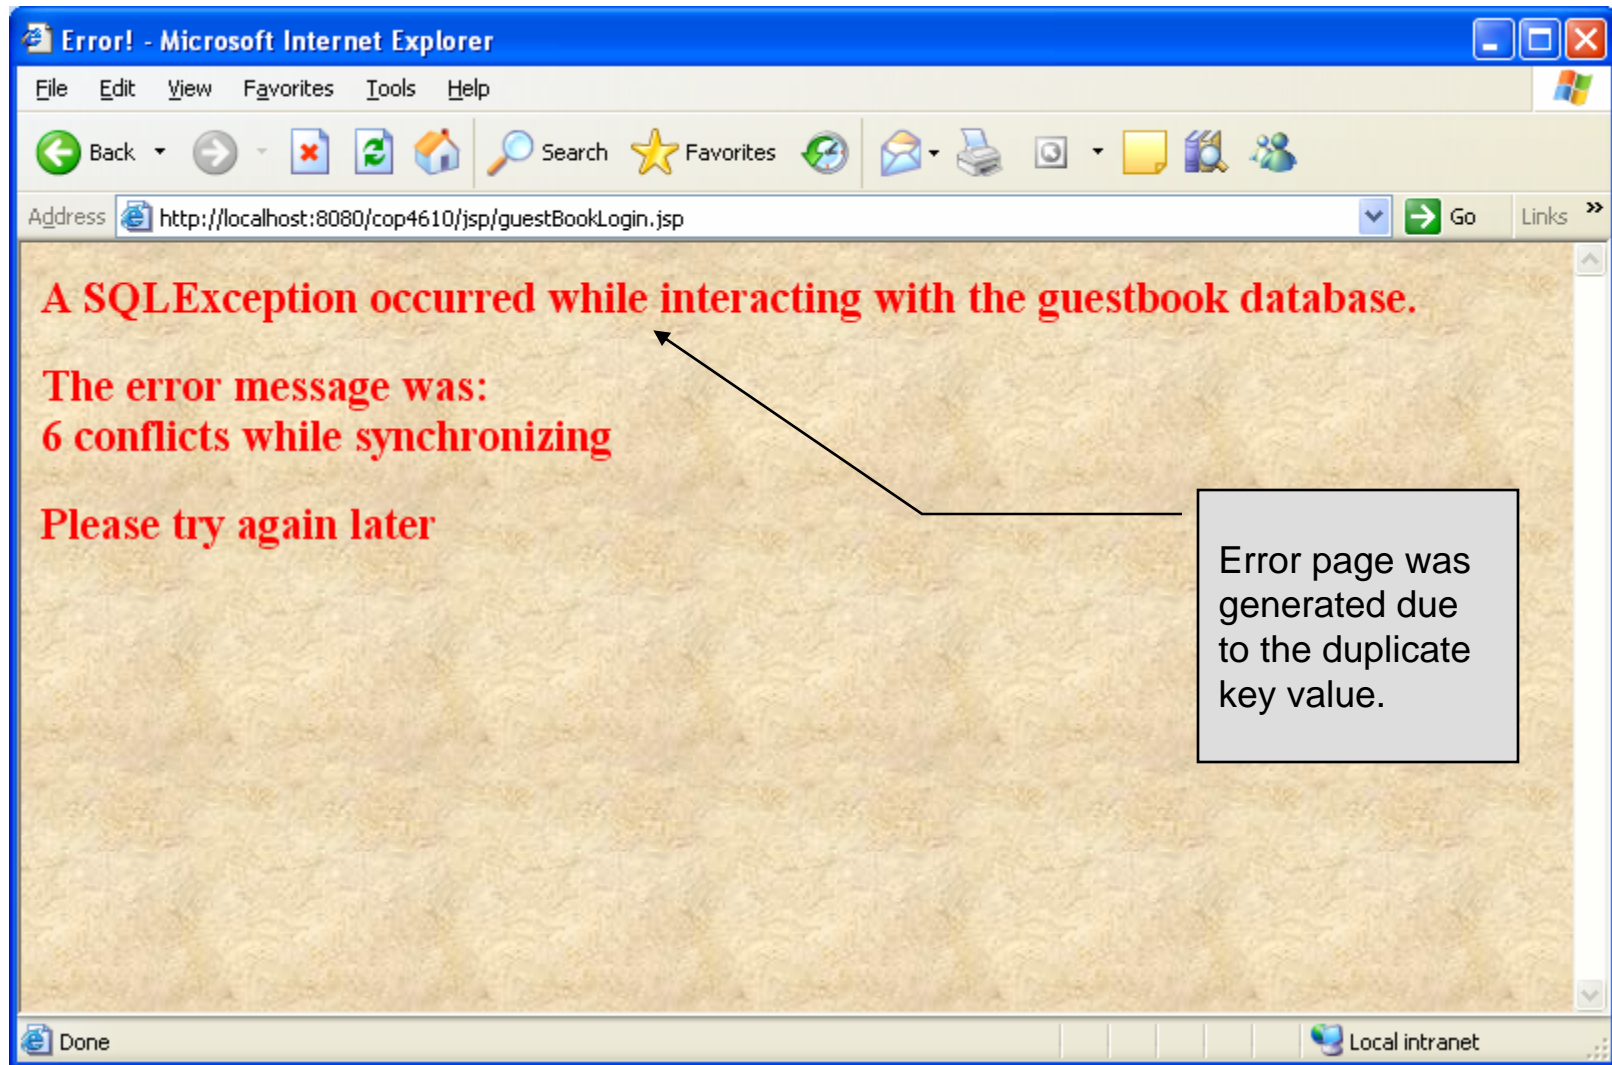 Error! - Microsoft Internet Explorer
File Edit View Favorites Tools Help
Back Search Favorites
Address http://localhost:8080/cop4610/jsp/guestBookLogin.jsp Go Links »
A SQLException occurred while interacting with the guestbook database.
The error message was:
6 conflicts while synchronizing
Please try again later
Error page was
generated due
to the duplicate
key value.
Done Local intranet